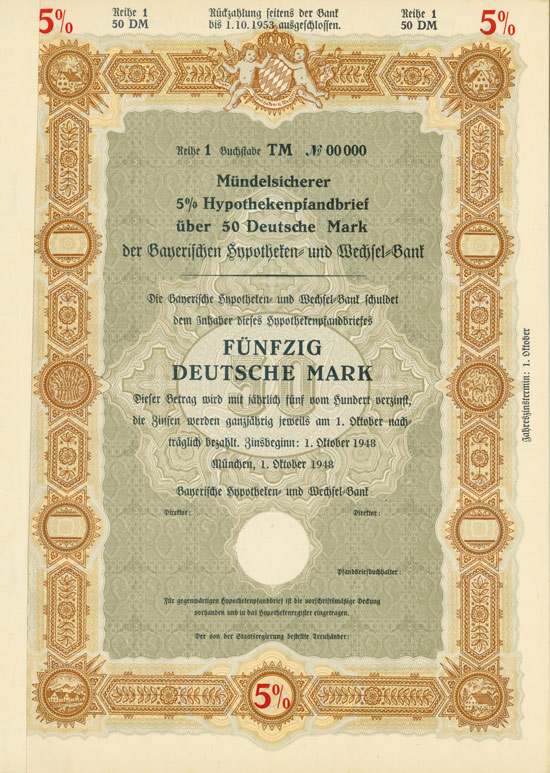 5%
Reihe 1
50 DM
Rückzahlung seitens der Bank
bis 1.10.1953 ausgeschlossen.
Reihe 1
50 DM
5%
Reihe 1 Buchstabe TM № 00000
Mündelsicherer
5% Hypothekenpfandbrief
über 50 Deutsche Mark
der Bayerischen Hypotheken- und Wechsel-Bank
Die Bayerische Hypotheken- und Wechsel-Bank schuldet
dem Inhaber dieses Hypothekenpfandbriefes
FÜNFZIG
DEUTSCHE MARK
50
Dieser Betrag wird mit jährlich fünf vom Hundert verzinst,
die Zinsen werden ganzjährig jeweils am 1. Oktober nach-
träglich bezahlt. Zinsbeginn: 1. Oktober 1948
München, 1. Oktober 1948
Bayerische Hypotheken- und Wechsel-Bank
Direktor:
Direktor:
Pfandbriefbuchhalter:
Für gegenwärtigen Hypothekenpfandbrief ist die vorschriftsmäßige Deckung
vorhanden und in das Hypothekenregister eingetragen.
Der von der Staatsregierung bestellte Treuhänder:
5%
Jahreszinstermin: 1. Oktober